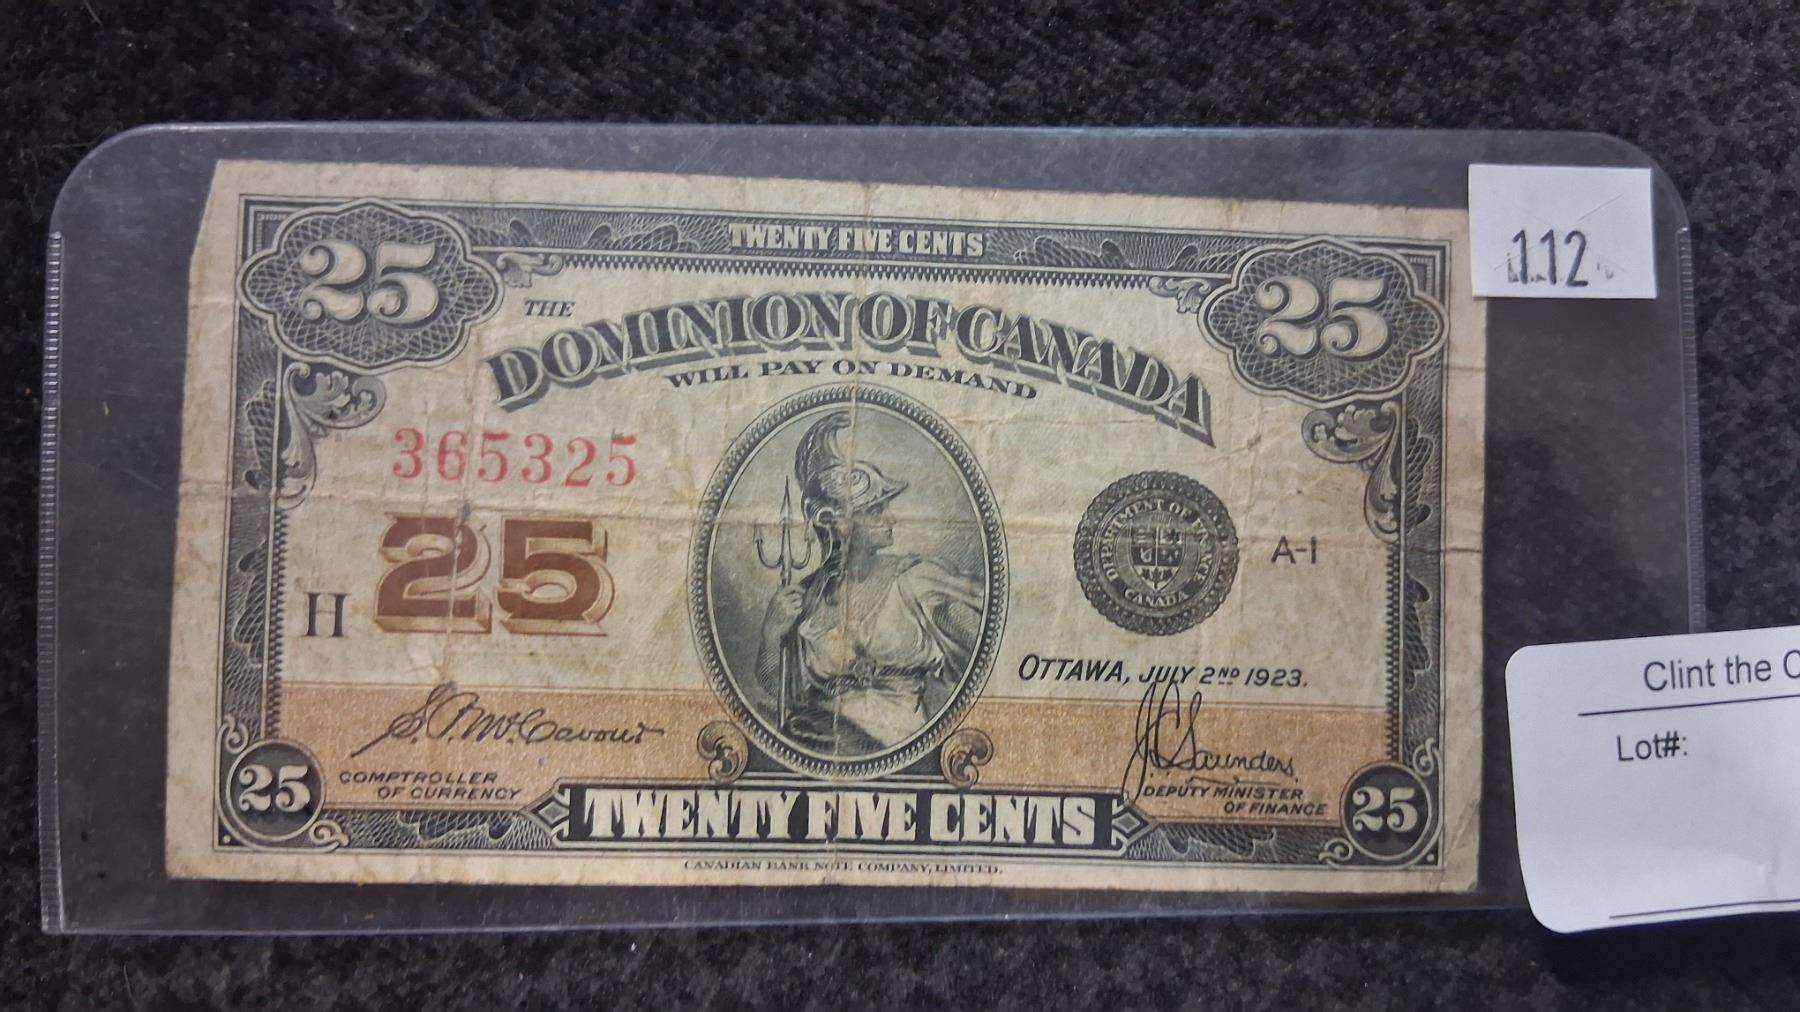 25
TWENTY FIVE CENTS
25
112
THE
DOMINION OF CANADA
WILL PAY ON DEMAND
365325
25
H
DEPARTMENT OF FINANCE
CANADA
A-1
OTTAWA, JULY 2ND 1923.
J.C. Saunders
COMPTROLLER
OF CURRENCY
DEPUTY MINISTER
OF FINANCE
25
TWENTY FIVE CENTS
25
CANADIAN BANK NOTE COMPANY, LIMITED.
Clint the
Lot#: